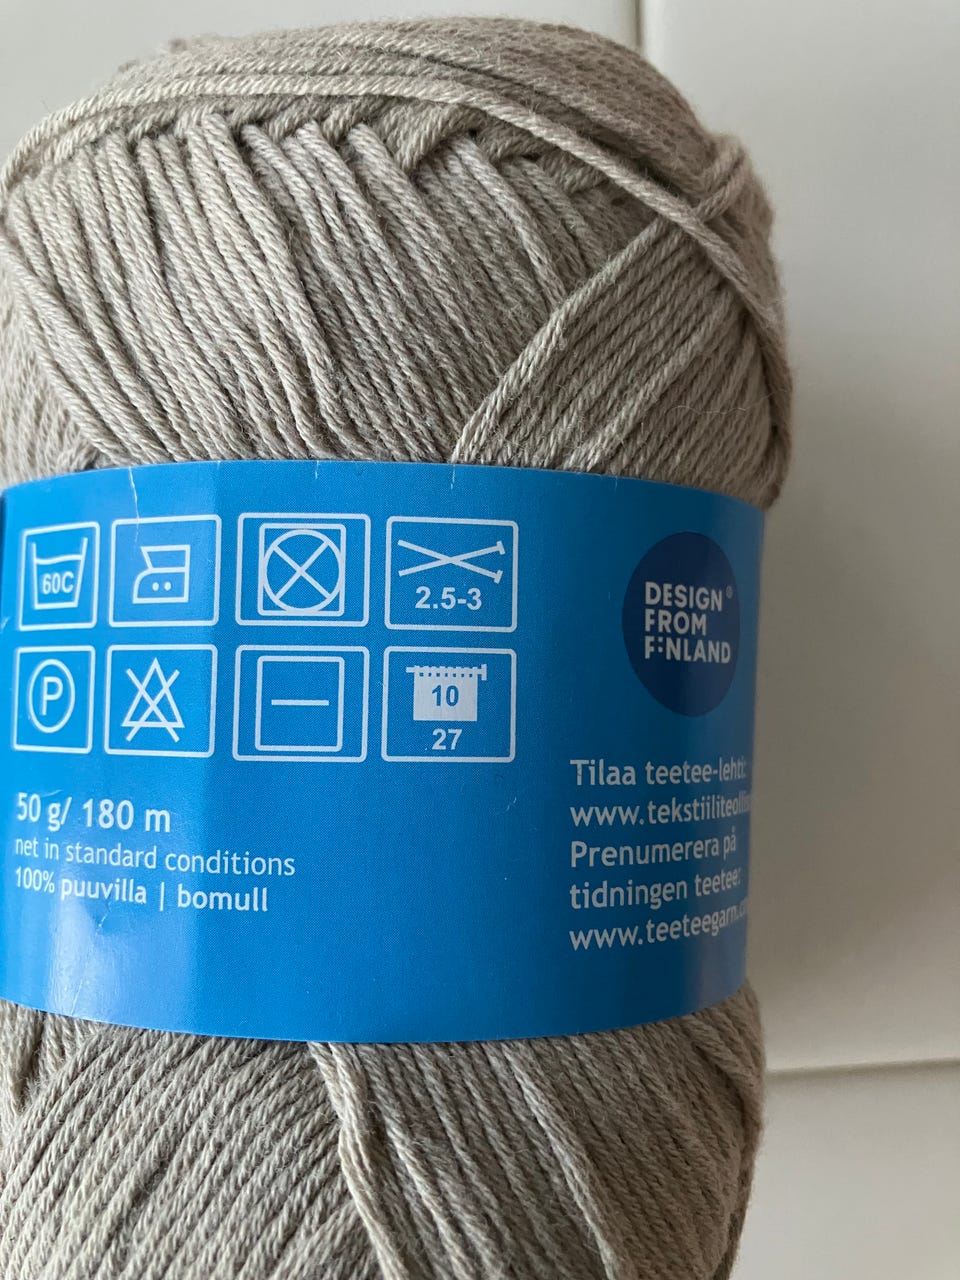 60C
2.5-3
P
10
27
50 g/ 180 m
net in standard conditions
100% puuvilla | bomull
DESIGN®
FROM
FINLAND
Tilaa teetee-lehti:
Prenumerera på
tidningen teetee: